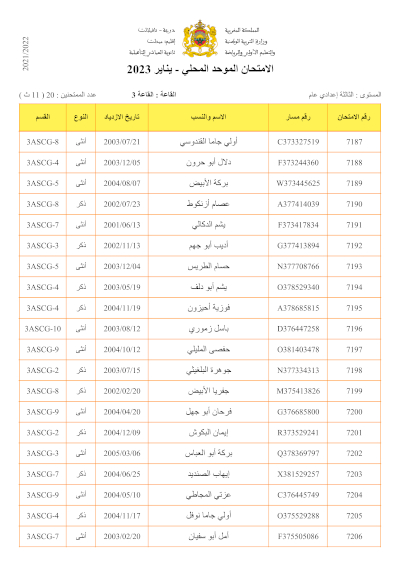 المملكة المغربية
وزارة التربية الوطنية
والتعليم الأولي والرياضة
2021/2022
الامتحان الموحد المحلي - يناير 2023
المستوى : الثالثة إعدادي عام القاعة : القاعة 3 عدد الممتحنين : 20 ( 11 ث )
رقم الامتحان رقم مسار الاسم والنسب تاريخ الازدياد النوع القسم
7187 C373327519 أولي جاما القندوسي 2003/07/21 أنثى 3ASCG-8
7188 F373244360 دلال أبو حرون 2003/12/05 أنثى 3ASCG-4
7189 W373445625 بركة الأبيض 2004/08/07 أنثى 3ASCG-5
7190 A377414039 عصام أزنكوط 2002/07/23 ذكر 3ASCG-8
7191 F373417834 يشم الدكالي 2001/06/13 أنثى 3ASCG-7
7192 G377413894 أديب أبو جهم 2002/11/13 ذكر 3ASCG-3
7193 N377708766 حسام الطريس 2003/12/04 أنثى 3ASCG-5
7194 O378529340 يشم أبو دلف 2003/05/19 ذكر 3ASCG-4
7195 A378685815 فوزية أحيزون 2004/11/19 ذكر 3ASCG-4
7196 D376447258 باسل زموري 2003/08/12 أنثى 3ASCG-10
7197 O381403478 حفصى المليلي 2004/10/12 أنثى 3ASCG-9
7198 N377334313 جوهرة البلغيثي 2003/07/15 ذكر 3ASCG-2
7199 M375413826 جفريا الأبيض 2002/02/20 ذكر 3ASCG-8
7200 G376685800 فرحان أبو جهل 2004/04/20 أنثى 3ASCG-9
7201 R373529241 إيمان البكوش 2004/12/09 ذكر 3ASCG-2
7202 Q378369797 بركة أبو العباس 2005/03/06 أنثى 3ASCG-3
7203 X381529257 إيهاب الصنديد 2004/06/25 ذكر 3ASCG-7
7204 C376445749 عزتي المجاطي 2004/05/10 أنثى 3ASCG-9
7205 O375529288 أولي جاما نوفل 2004/11/17 ذكر 3ASCG-4
7206 F375505086 أمل أبو سفيان 2003/02/20 أنثى 3ASCG-7